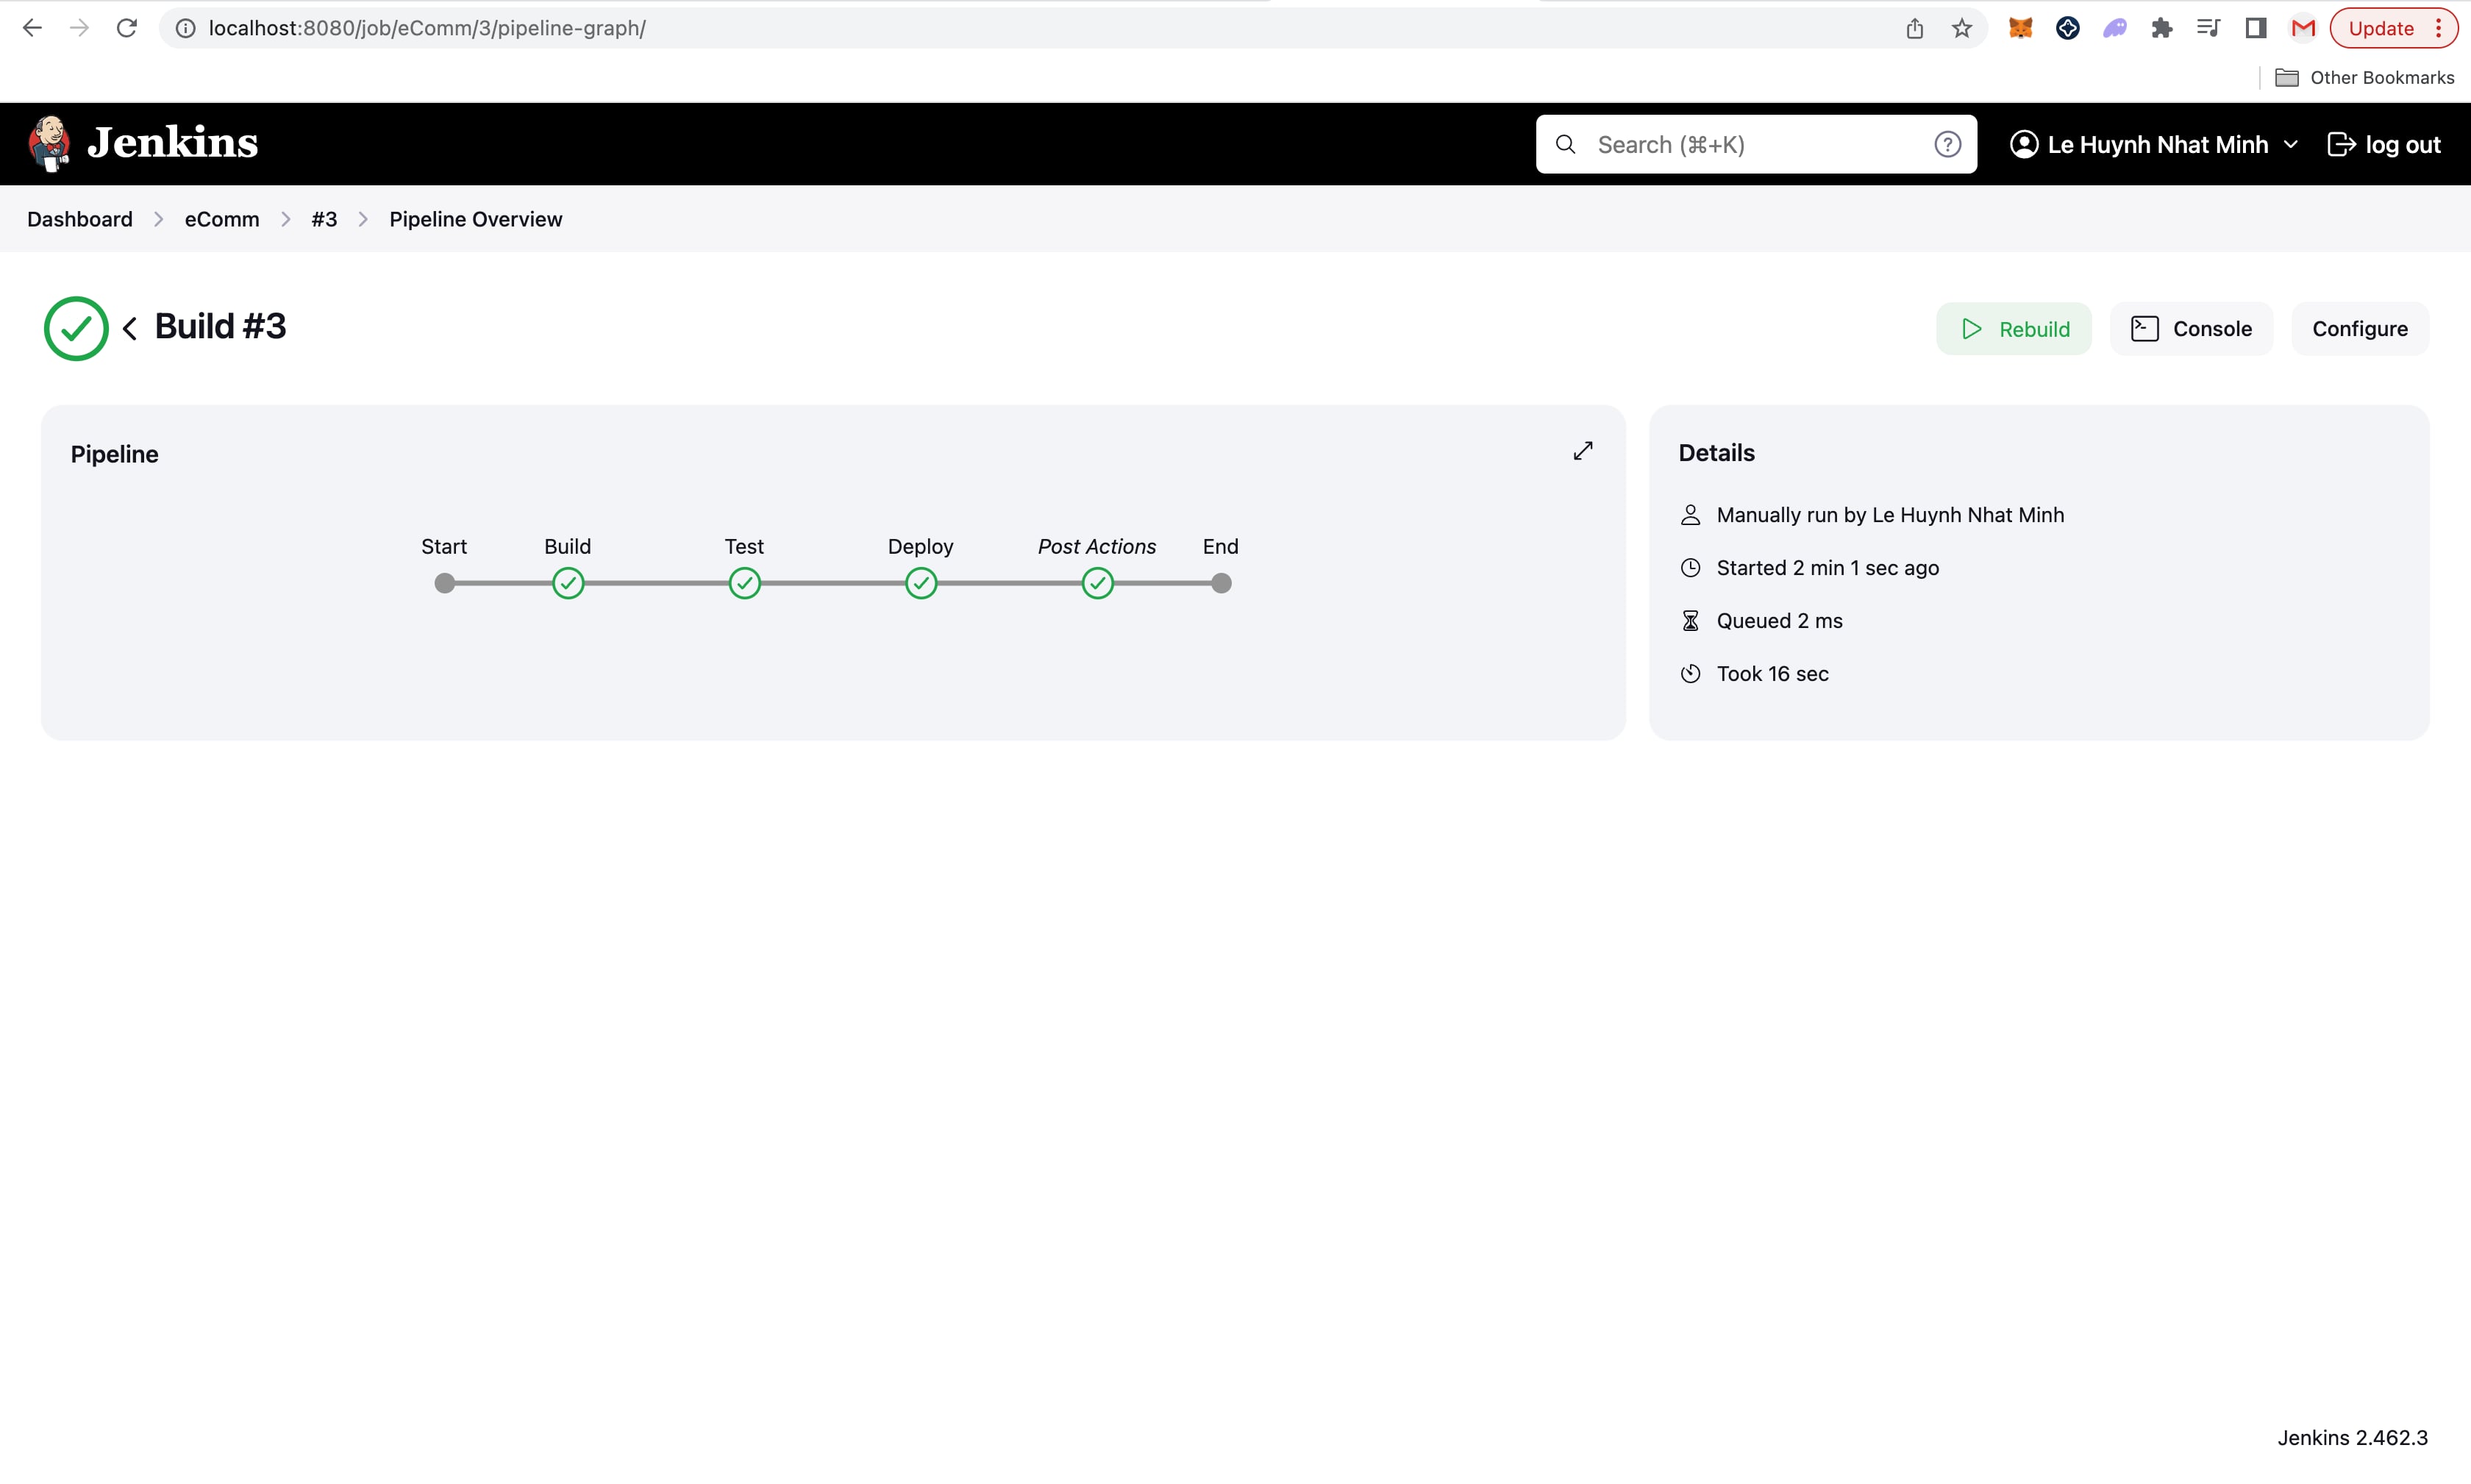 localhost:8080/job/eComm/3/pipeline-graph/
Update
Other Bookmarks
Jenkins
Search (⌘+K)
Le Huynh Nhat Minh
log out
Dashboard > eComm > #3 > Pipeline Overview
Build #3
Rebuild
Console
Configure
Pipeline
Start Build Test Deploy Post Actions End
Details
Manually run by Le Huynh Nhat Minh
Started 2 min 1 sec ago
Queued 2 ms
Took 16 sec
Jenkins 2.462.3